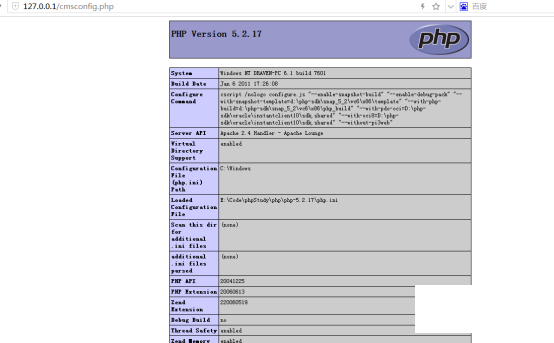 127.0.0.1/cmsconfig.php
百度
PHP Version 5.2.17
php
System Windows NT DRAVEN-PC 6.1 build 7601
Build Date Jan 6 2011 17:26:08
Configure Command cscript /nologo configure.js "--enable-snapshot-build" "--enable-debug-pack" "--
with-snapshot-template=d:\php-sdk\snap_5_2\vc6\x86\template" "--with-php-
build=d:\php-sdk\snap_5_2\vc6\x86\php_build" "--with-pdo-oci=D:\php-
sdk\oracle\instantclient10\sdk,shared" "--with-oci8=D:\php-
sdk\oracle\instantclient10\sdk,shared" "--without-pi3web"
Server API Apache 2.4 Handler - Apache Lounge
Virtual Directory Support enabled
Configuration File (php.ini) Path C:\Windows
Loaded Configuration File E:\Code\phpStudy\php\php-5.2.17\php.ini
Scan this dir for additional .ini files (none)
additional .ini files parsed (none)
PHP API 20041225
PHP Extension 20060613
Zend Extension 220060519
Debug Build no
Thread Safety enabled
Zend Memory enabled